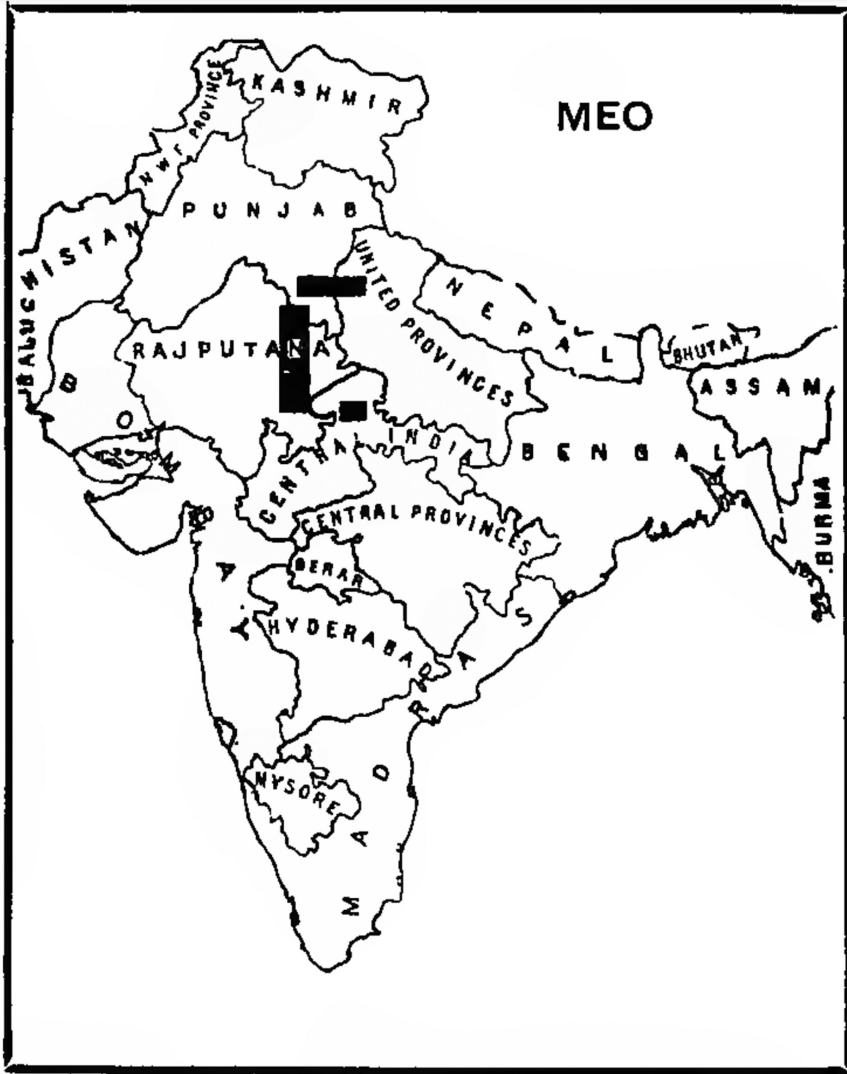 MEO
KASHMIR
N.W.F. PROVINCE
PUNJAB
BALUCHISTAN
UNITED PROVINCES
NEPAL
BHUTAN
RAJPUTANA
ASSAM
BOMBAY
CENTRAL INDIA
BENGAL
BURMA
CENTRAL PROVINCES
BERAR
HYDERABAD
MADRAS
MYSORE